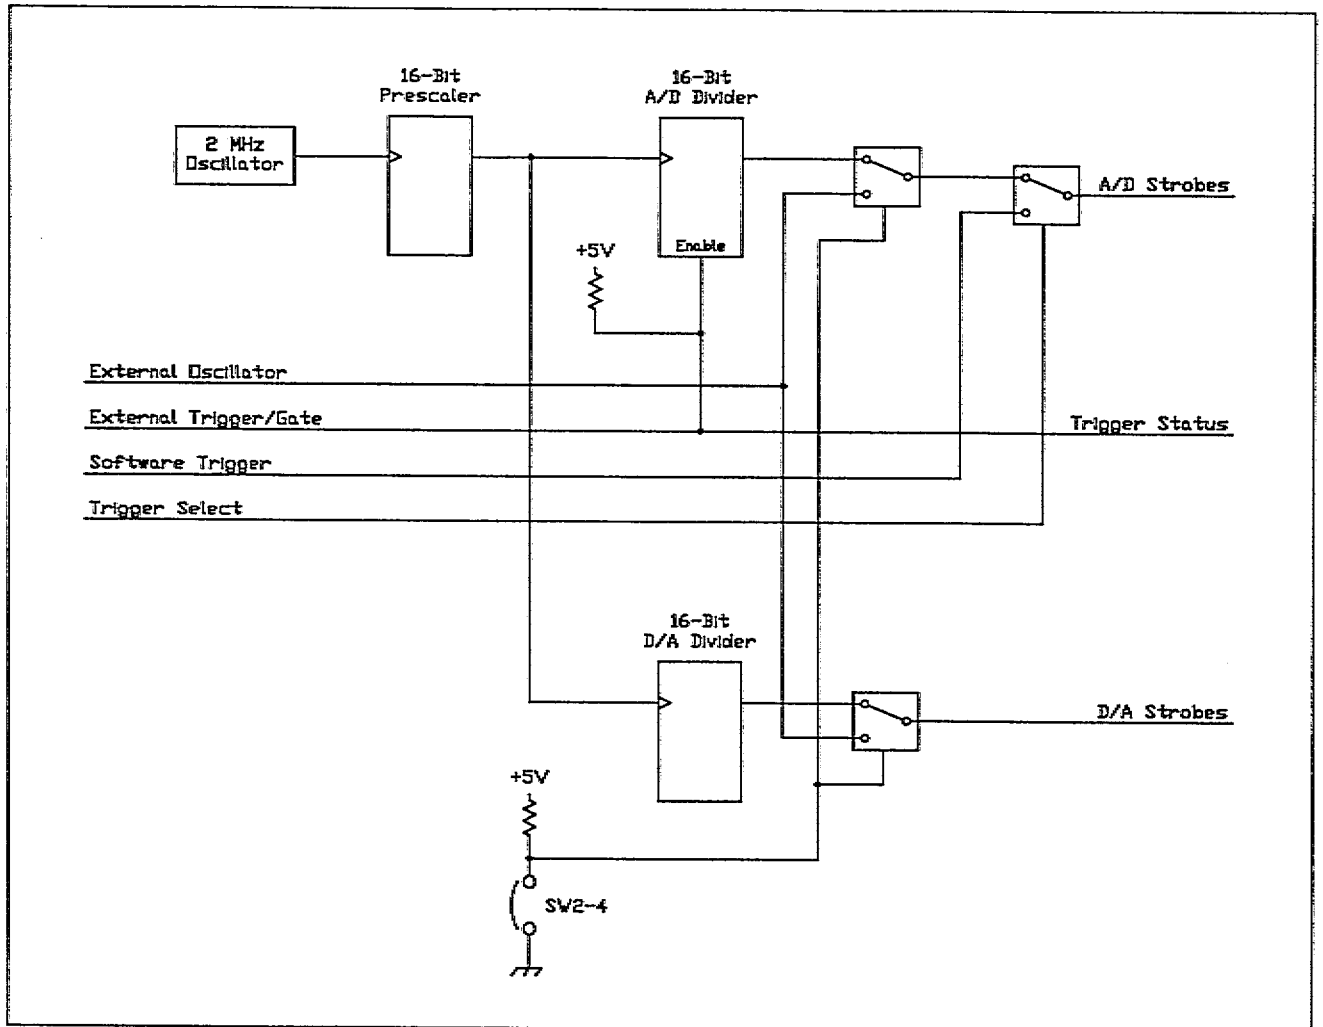 16-Bit
Prescaler
16-Bit
A/D Divider
2 MHz
Oscillator
A/D Strobes
Enable
+5V
External Oscillator
External Trigger/Gate
Trigger Status
Software Trigger
Trigger Select
16-Bit
D/A Divider
D/A Strobes
+5V
SW2-4